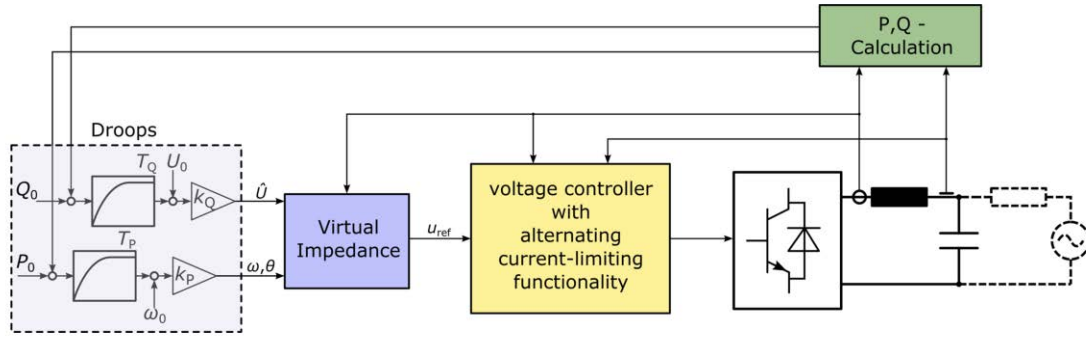 P,Q -
Calculation
Droops
T_Q
U_0
Q_0
k_Q
Û
T_P
P_0
k_P
ω,θ
ω_0
Virtual
Impedance
u_ref
voltage controller
with
alternating
current-limiting
functionality